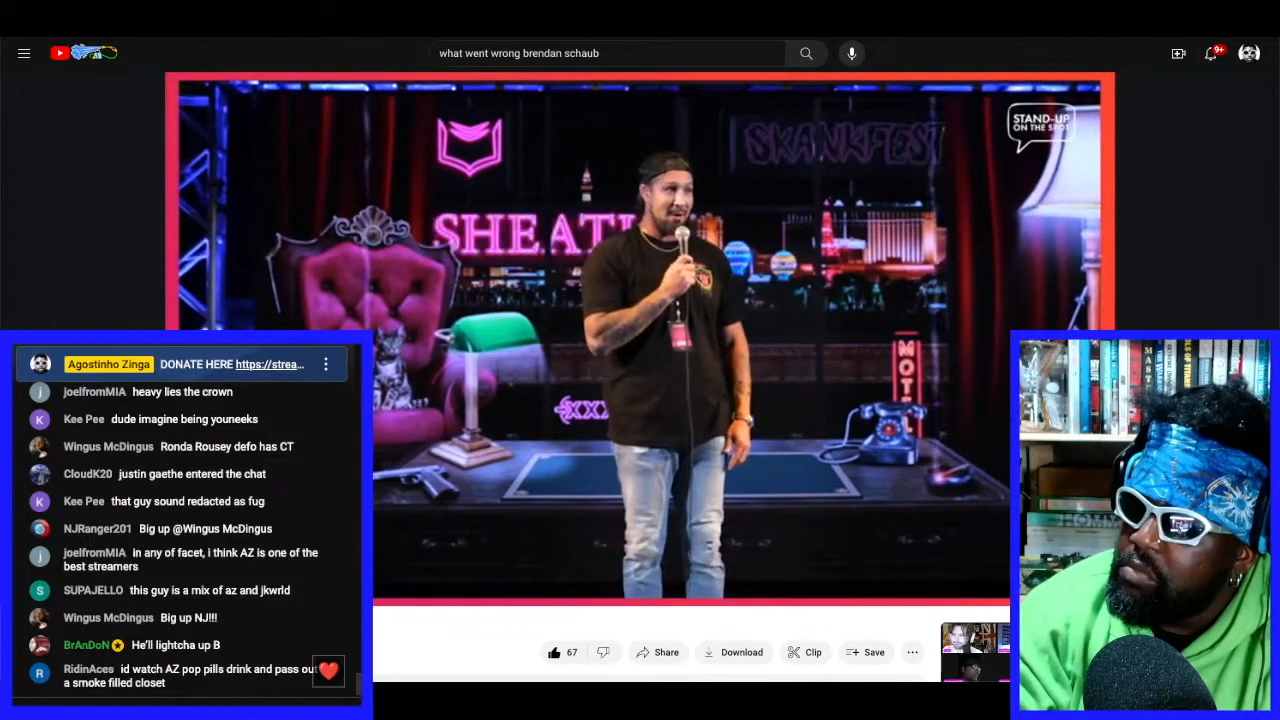 what went wrong brendan schaub
9+
STAND-UP
ON THE SPOT
SKANKFEST
SHEATH
XXX
MOTEL
Agostinho Zinga DONATE HERE https://strea...
joelfromMIA heavy lies the crown
Kee Pee dude imagine being youneeks
Wingus McDingus Ronda Rousey defo has CT
CloudK20 justin gaethe entered the chat
Kee Pee that guy sound redacted as fug
NJRanger201 Big up @Wingus McDingus
joelfromMIA in any of facet, i think AZ is one of the
best streamers
SUPAJELLO this guy is a mix of az and jkwrld
Wingus McDingus Big up NJ!!!
BrAnDoN He'll lightcha up B
RidinAces id watch AZ pop pills drink and pass out
a smoke filled closet
67
Share
Download
Clip
Save
HOMM